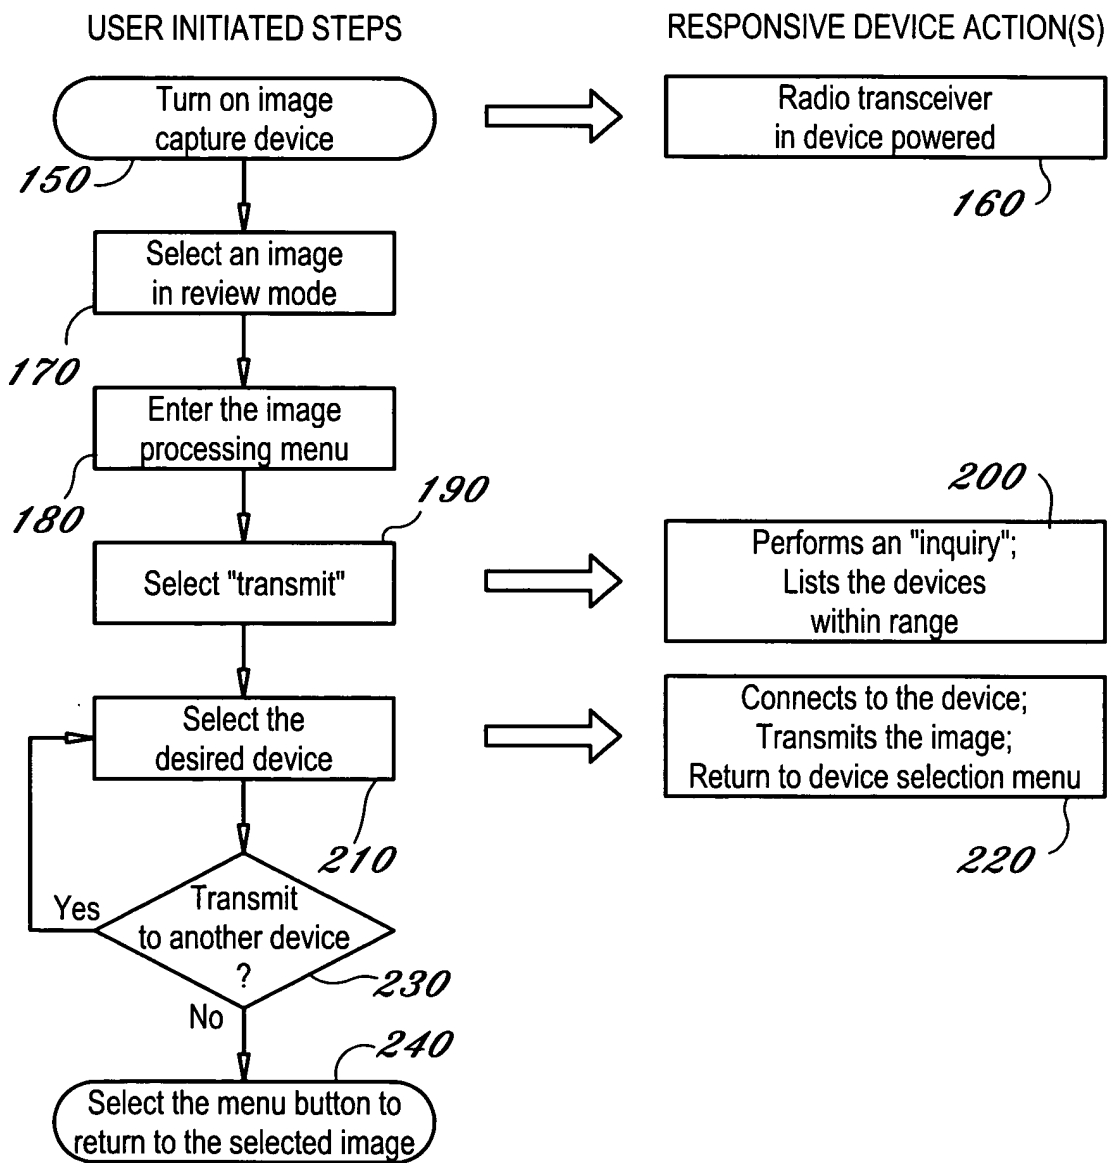 USER INITIATED STEPS
RESPONSIVE DEVICE ACTION(S)
Turn on image
capture device
150
Radio transceiver
in device powered
160
Select an image
in review mode
170
Enter the image
processing menu
180
190
Select "transmit"
200
Performs an "inquiry";
Lists the devices
within range
Select the
desired device
210
Connects to the device;
Transmits the image;
Return to device selection menu
220
Yes
Transmit
to another device
?
230
No
240
Select the menu button to
return to the selected image